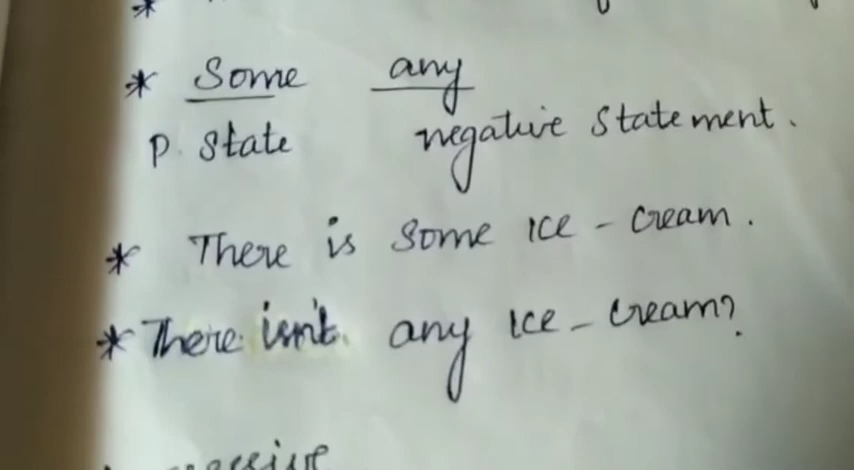 * Some any
P. State negative statement.
* There is some ice - cream.
* There isn't any ice - cream?